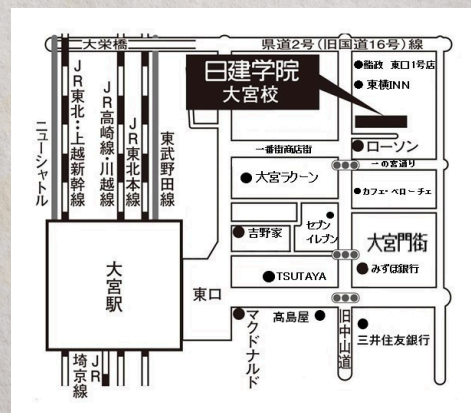 大栄橋
県道2号(旧国道16号)線
日建学院
大宮校
鮨政 東口1号店
東横INN
ローソン
一番街商店街
一の宮通り
大宮ラクーン
カフェ・ベローチェ
ニューシャトル
JR東北・上越新幹線
JR高崎線・川越線
JR東北本線
東武野田線
吉野家
セブン
イレブン
大宮門街
みずほ銀行
大宮駅
東口
TSUTAYA
マクドナルド
高島屋
旧中山道
三井住友銀行
JR
埼京線